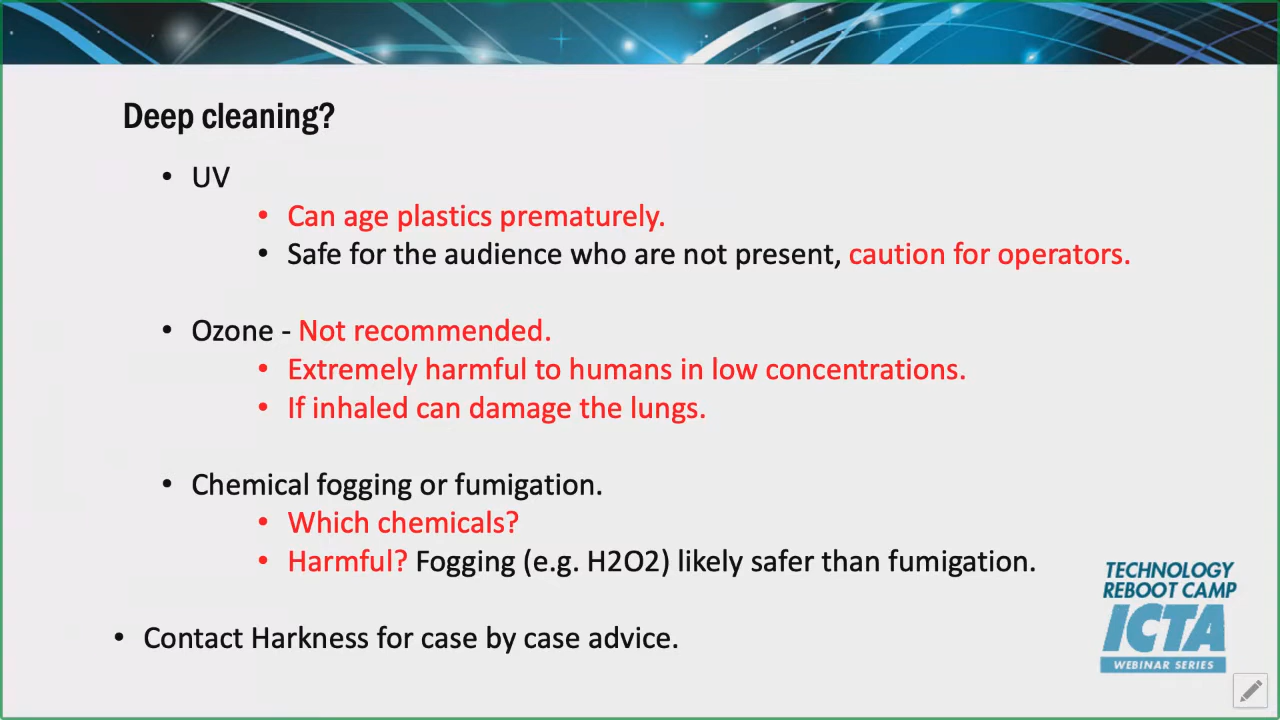 Deep cleaning?
• UV
• Can age plastics prematurely.
• Safe for the audience who are not present, caution for operators.
• Ozone - Not recommended.
• Extremely harmful to humans in low concentrations.
• If inhaled can damage the lungs.
• Chemical fogging or fumigation.
• Which chemicals?
• Harmful? Fogging (e.g. H2O2) likely safer than fumigation.
• Contact Harkness for case by case advice.
TECHNOLOGY
REBOOT CAMP
ICTA
WEBINAR SERIES